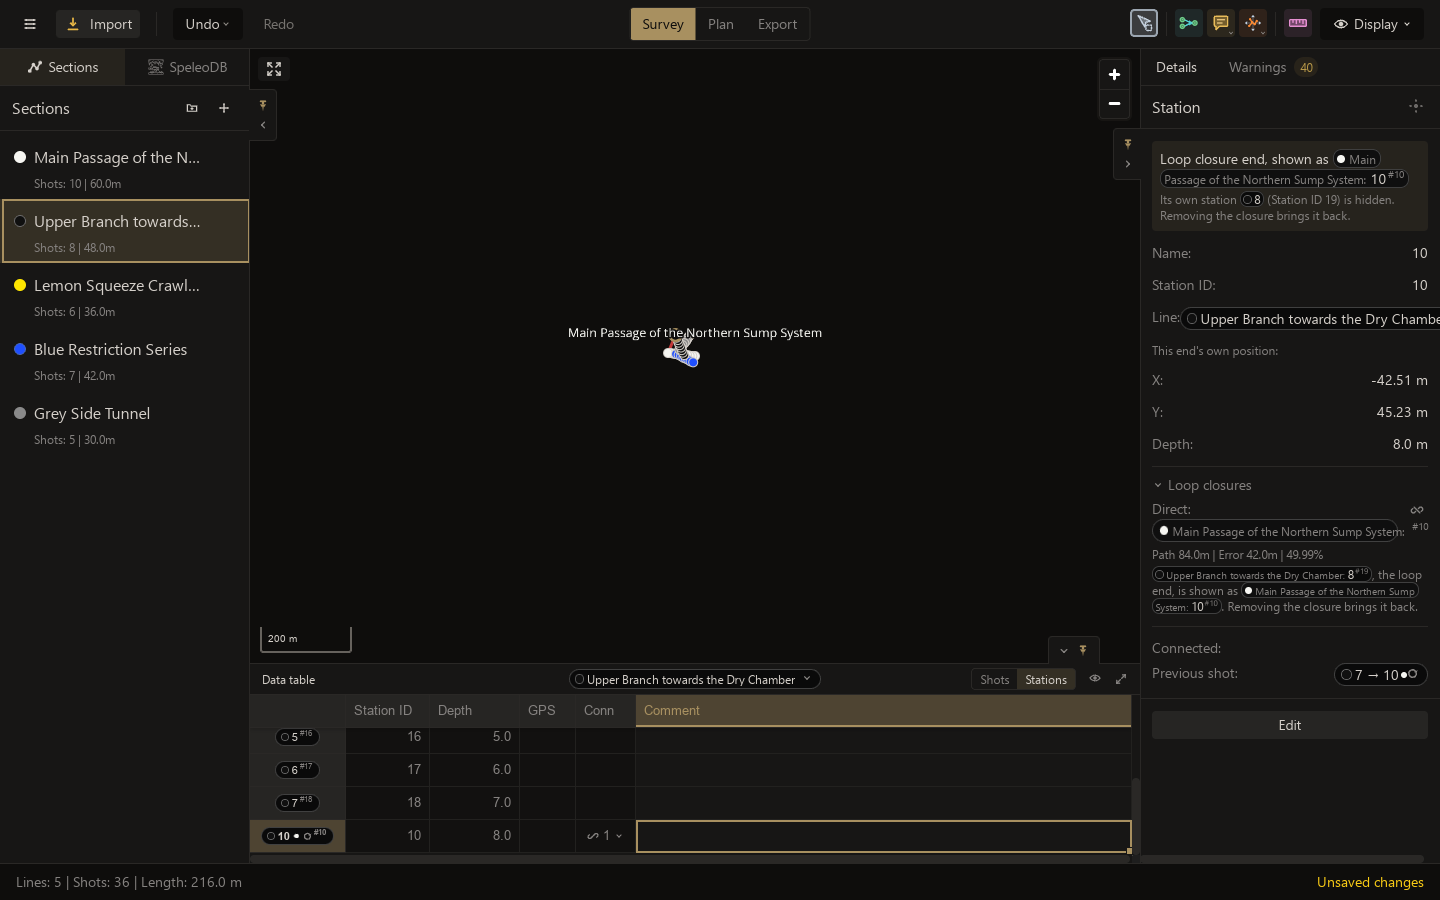 Import
Undo
Redo
Survey
Plan
Export
Display
Sections
SpeleoDB
Sections
Main Passage of the N...
Shots: 10 | 60.0m
Upper Branch towards...
Shots: 8 | 48.0m
Lemon Squeeze Crawl...
Shots: 6 | 36.0m
Blue Restriction Series
Shots: 7 | 42.0m
Grey Side Tunnel
Shots: 5 | 30.0m
Main Passage of the Northern Sump System
200 m
Data table
Upper Branch towards the Dry Chamber
Shots
Stations
Station ID Depth GPS Conn Comment
5 #16 16 5.0
6 #17 17 6.0
7 #18 18 7.0
10 #10 10 8.0 1
Details
Warnings 40
Station
Loop closure end, shown as Main
Passage of the Northern Sump System: 10 #10
Its own station 8 (Station ID 19) is hidden.
Removing the closure brings it back.
Name: 10
Station ID: 10
Line: Upper Branch towards the Dry Chambe
This end's own position:
X: -42.51 m
Y: 45.23 m
Depth: 8.0 m
Loop closures
Direct:
Main Passage of the Northern Sump System: #10
Path 84.0m | Error 42.0m | 49.99%
Upper Branch towards the Dry Chamber: 8 #19, the loop
end, is shown as Main Passage of the Northern Sump
System: 10 #10. Removing the closure brings it back.
Connected:
Previous shot: 7 → 10
Edit
Lines: 5 | Shots: 36 | Length: 216.0 m
Unsaved changes